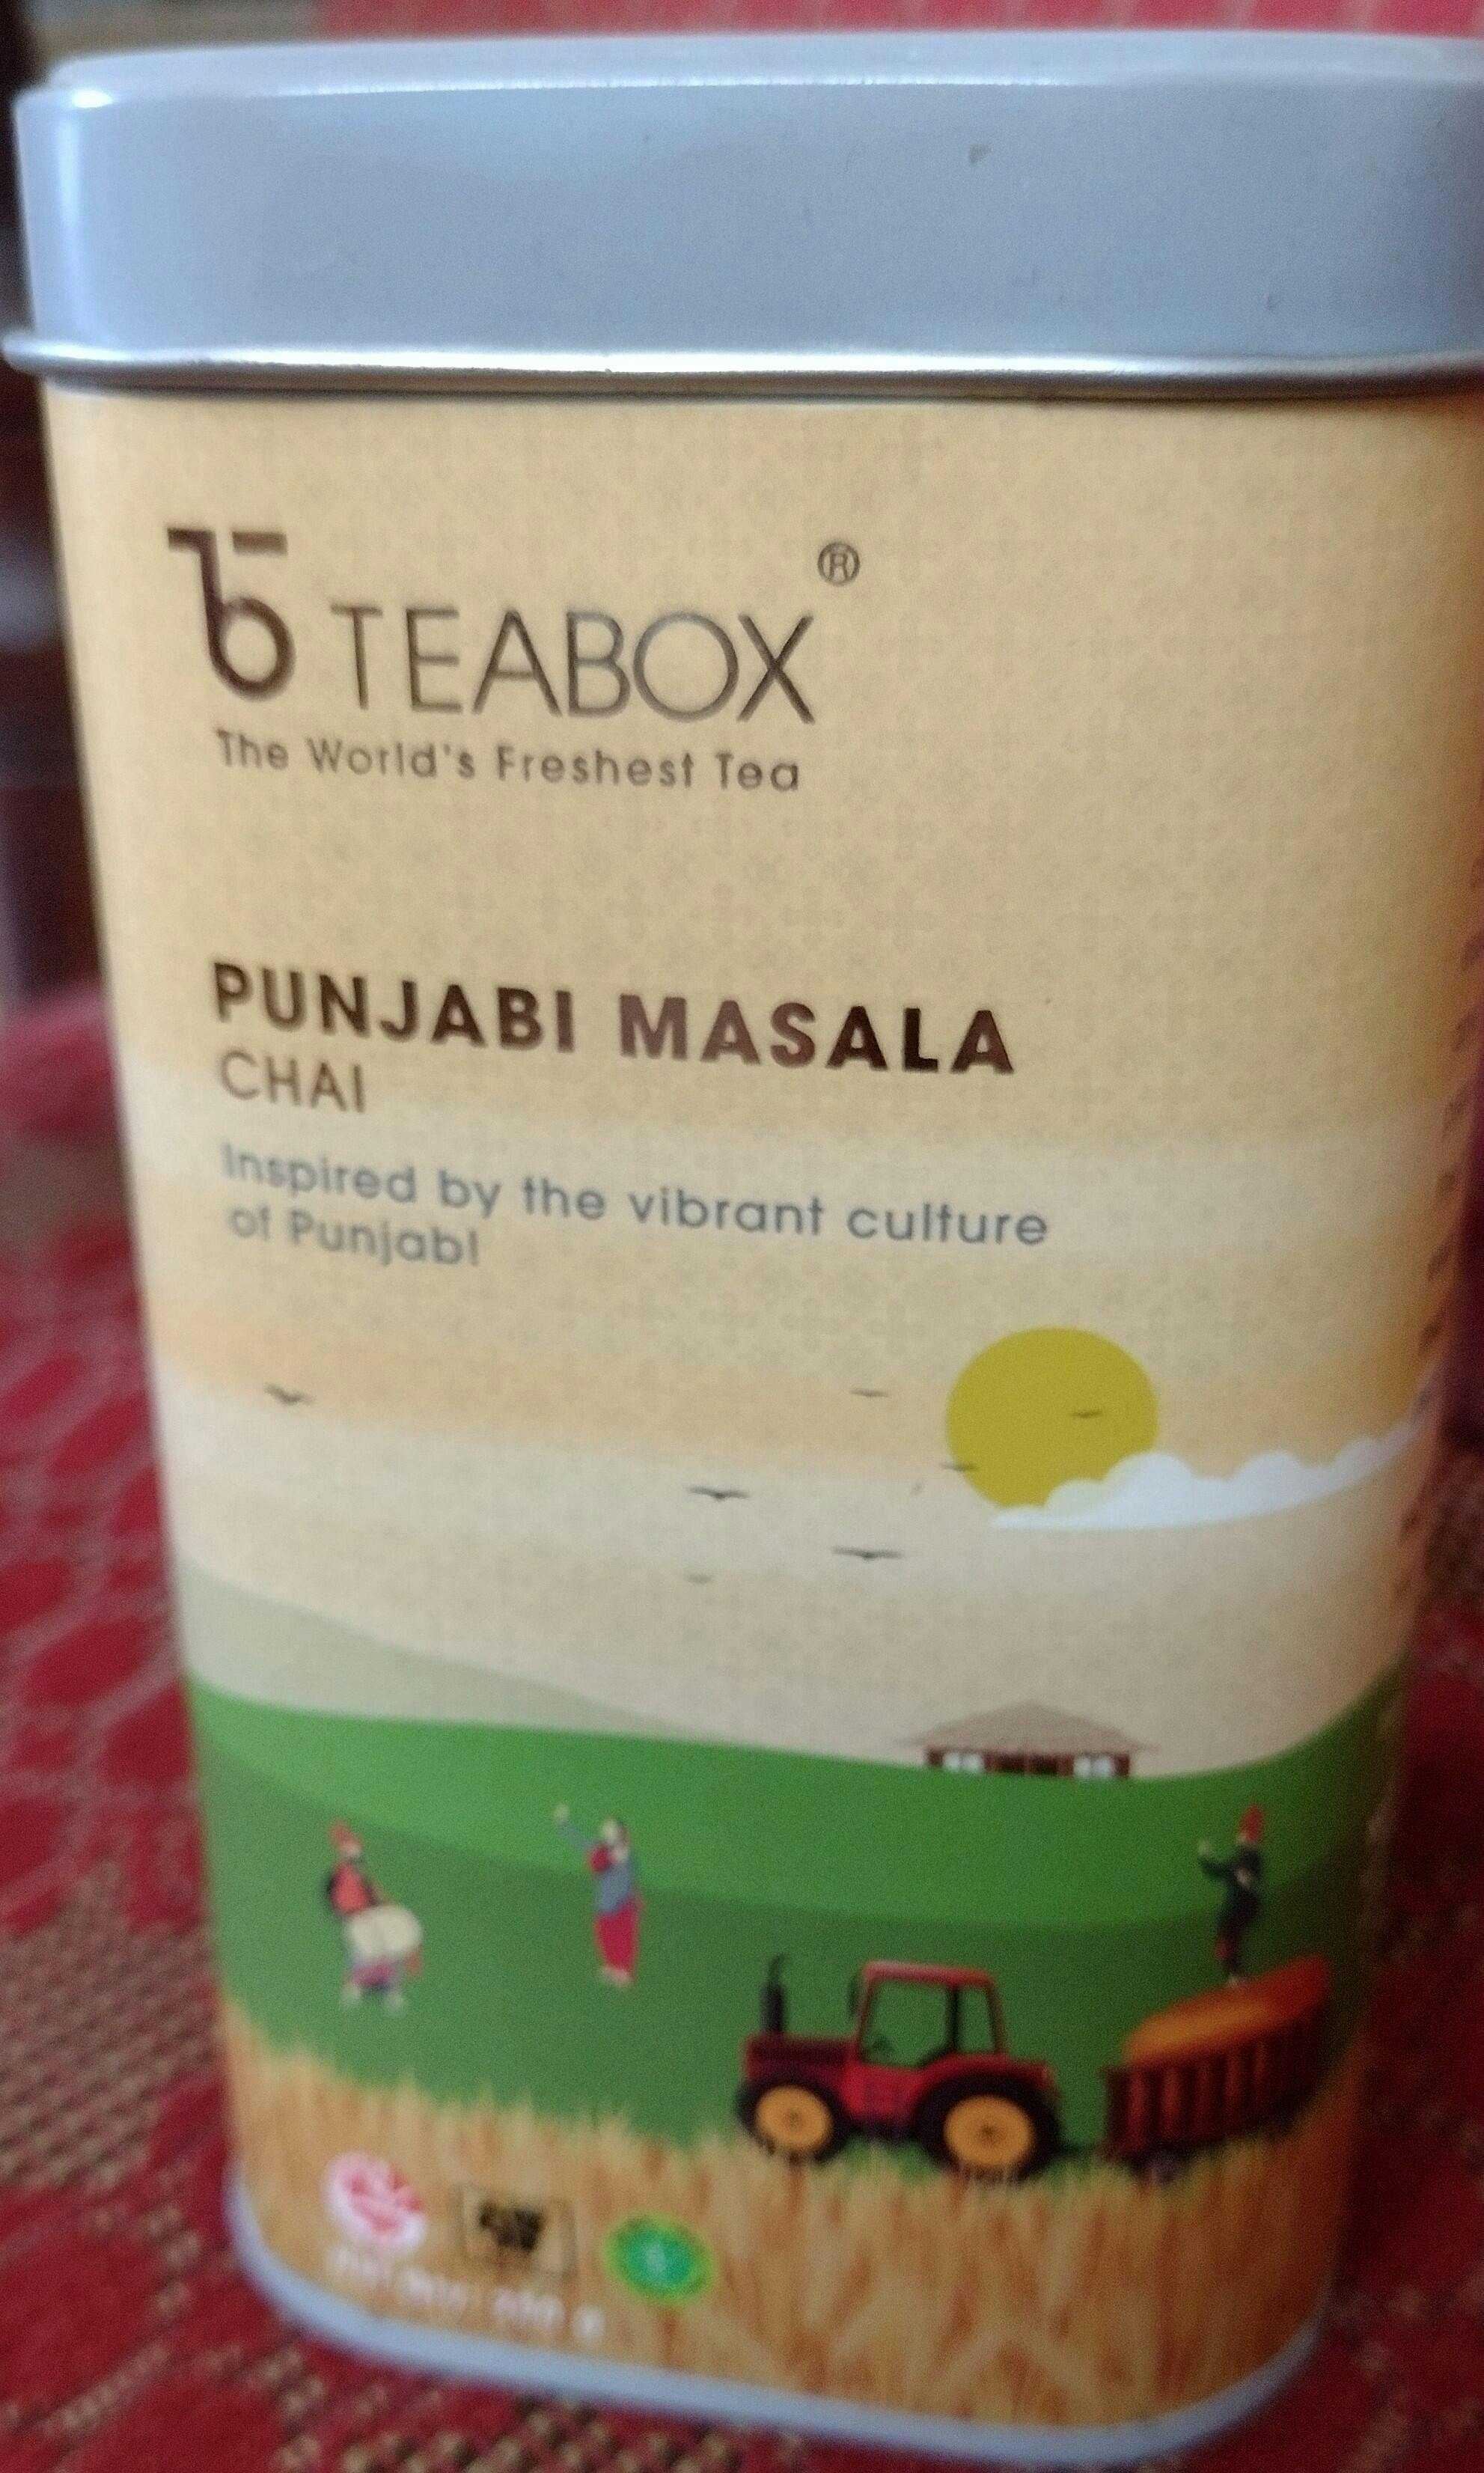 TEABOX®
The World's Freshest Tea
PUNJABI MASALA
CHAI
Inspired by the vibrant culture
of Punjab!